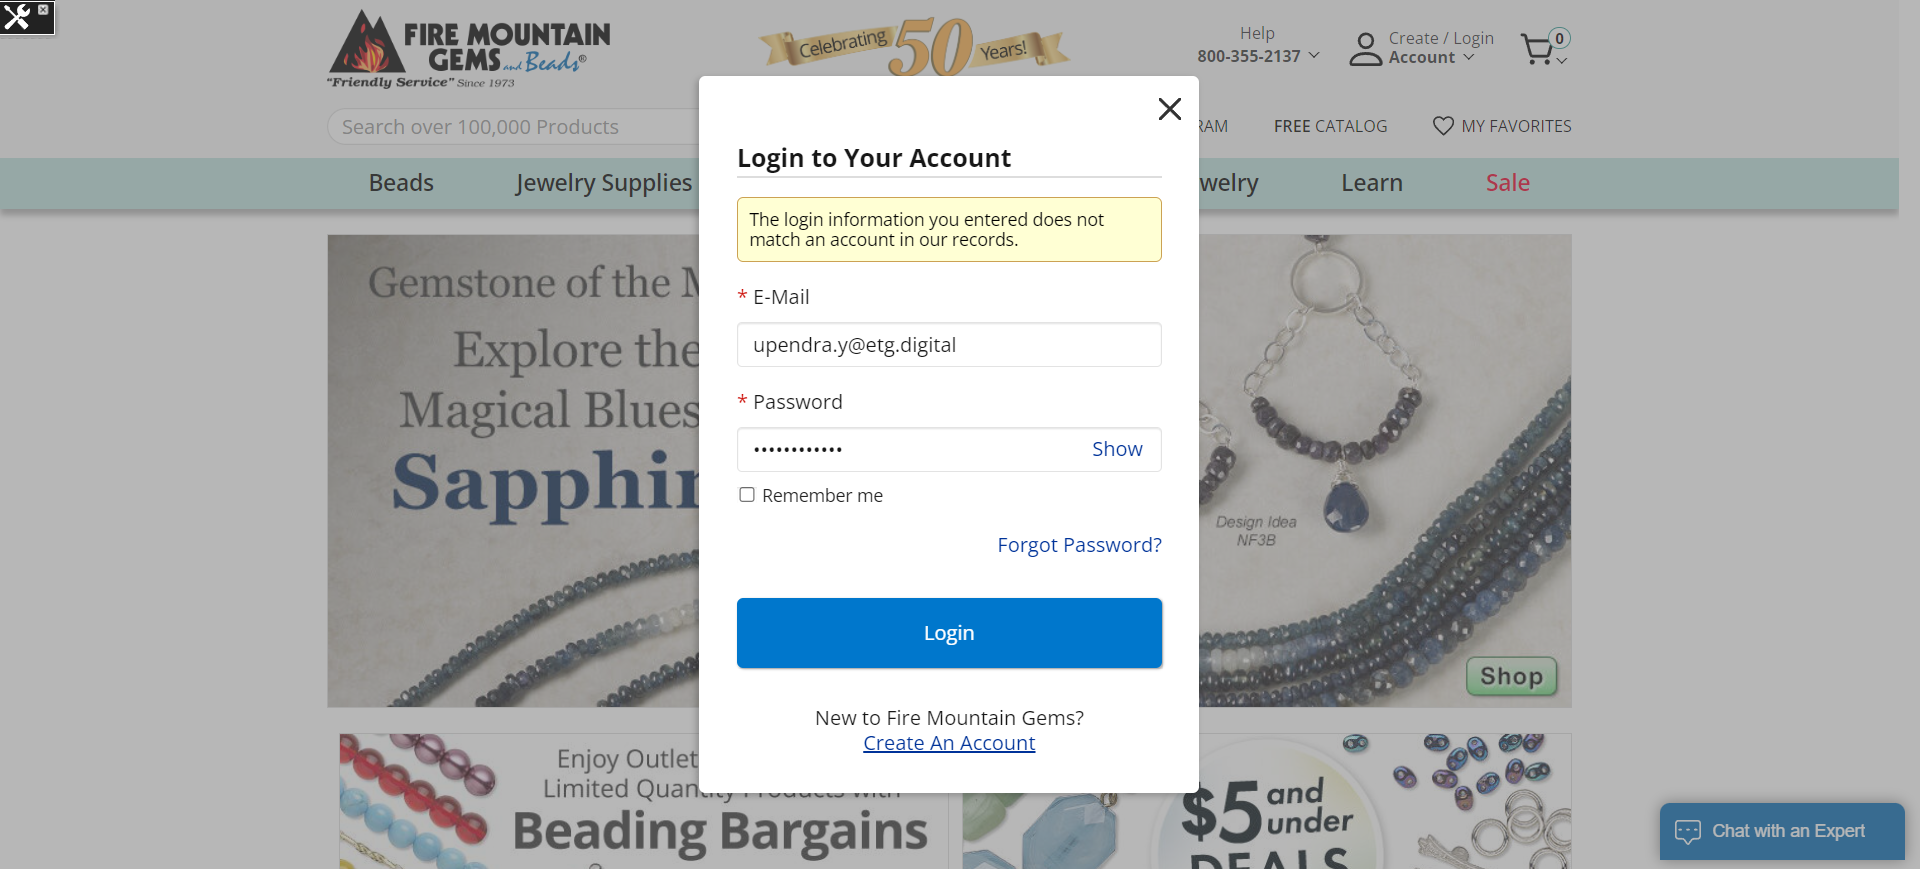 FIRE MOUNTAIN
GEMS and Beads®
"Friendly Service" Since 1973
Celebrating 50 Years!
Help
800-355-2137
Create / Login
Account
0
Search over 100,000 Products
RAM
FREE CATALOG
MY FAVORITES
Beads
Jewelry Supplies
welry
Learn
Sale
Login to Your Account
The login information you entered does not
match an account in our records.
* E-Mail
upendra.y@etg.digital
* Password
••••••••••••
Show
Remember me
Forgot Password?
Login
New to Fire Mountain Gems?
Create An Account
Gemstone of the M
Explore the
Magical Blues
Sapphir
Design Idea
NF3B
Shop
Enjoy Outlet
Limited Quantity Products with
Beading Bargains
$5 and
under
DEALS
Chat with an Expert